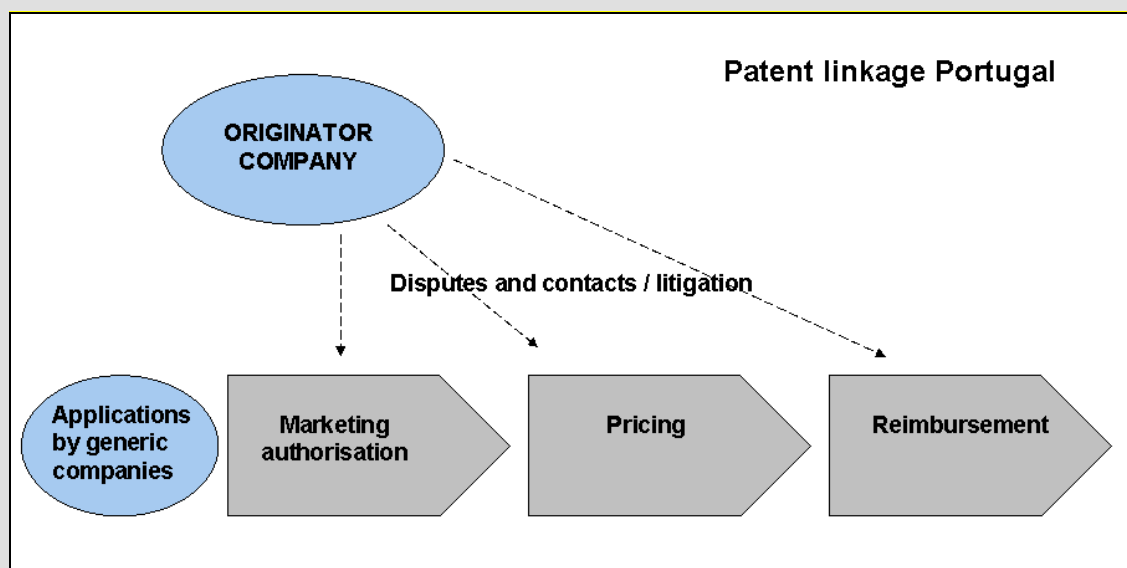 Patent linkage Portugal
ORIGINATOR
COMPANY
Disputes and contacts / litigation
Applications
by generic
companies
Marketing
authorisation
Pricing
Reimbursement